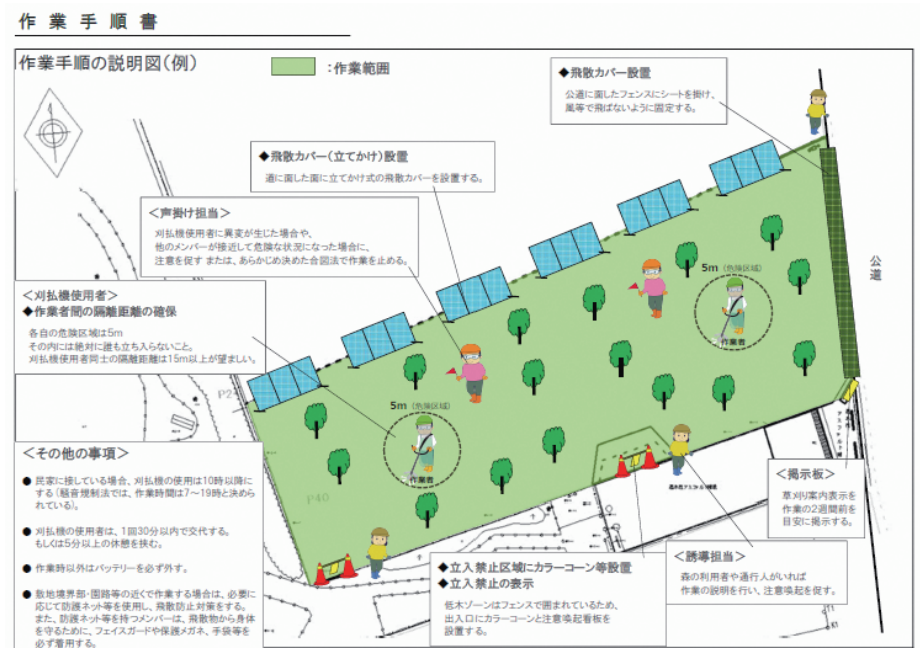 作業手順書
作業手順の説明図(例)
:作業範囲
◆飛散カバー設置
公道に面したフェンスにシートを掛け、
風等で飛ばないように固定する。
◆飛散カバー(立てかけ)設置
道に面した面に立てかけ式の飛散カバーを設置する。
<声掛け担当>
刈払機使用者に異変が生じた場合や、
他のメンバーが接近して危険な状況になった場合に、
注意を促す または、あらかじめ決めた合図法で作業を止める。
公道
<刈払機使用者>
◆作業者間の隔離距離の確保
各自の危険区域は5m
その内には絶対に誰も立ち入らないこと。
刈払機使用者同士の隔離距離は15m以上が望ましい。
5m (危険区域)
作業者
P24
5m (危険区域)
作業者
<その他の事項>
● 民家に接している場合、刈払機の使用は10時以降に
する(騒音規制法では、作業時間は7~19時と決めら
れている)。
● 刈払機の使用者は、1回30分以内で交代する。
もしくは5分以上の休憩を挟む。
● 作業時以外はバッテリーを必ず外す。
● 敷地境界部・園路等の近くで作業する場合は、必要に
応じて防護ネット等を使用し、飛散防止対策をする。
また、防護ネット等を持つメンバーは、飛散物から身体
を守るために、フェイスガードや保護メガネ、手袋等を
必ず着用する。
P40
<掲示板>
草刈り案内表示を
作業の2週間前を
目安に掲示する。
◆立入禁止区域にカラーコーン等設置
◆立入禁止の表示
低木ゾーンはフェンスで囲まれているため、
出入口にカラーコーンと注意喚起看板を
設置する。
<誘導担当>
森の利用者や通行人がいれば
作業の説明を行い、注意喚起を促す。
T1
K1